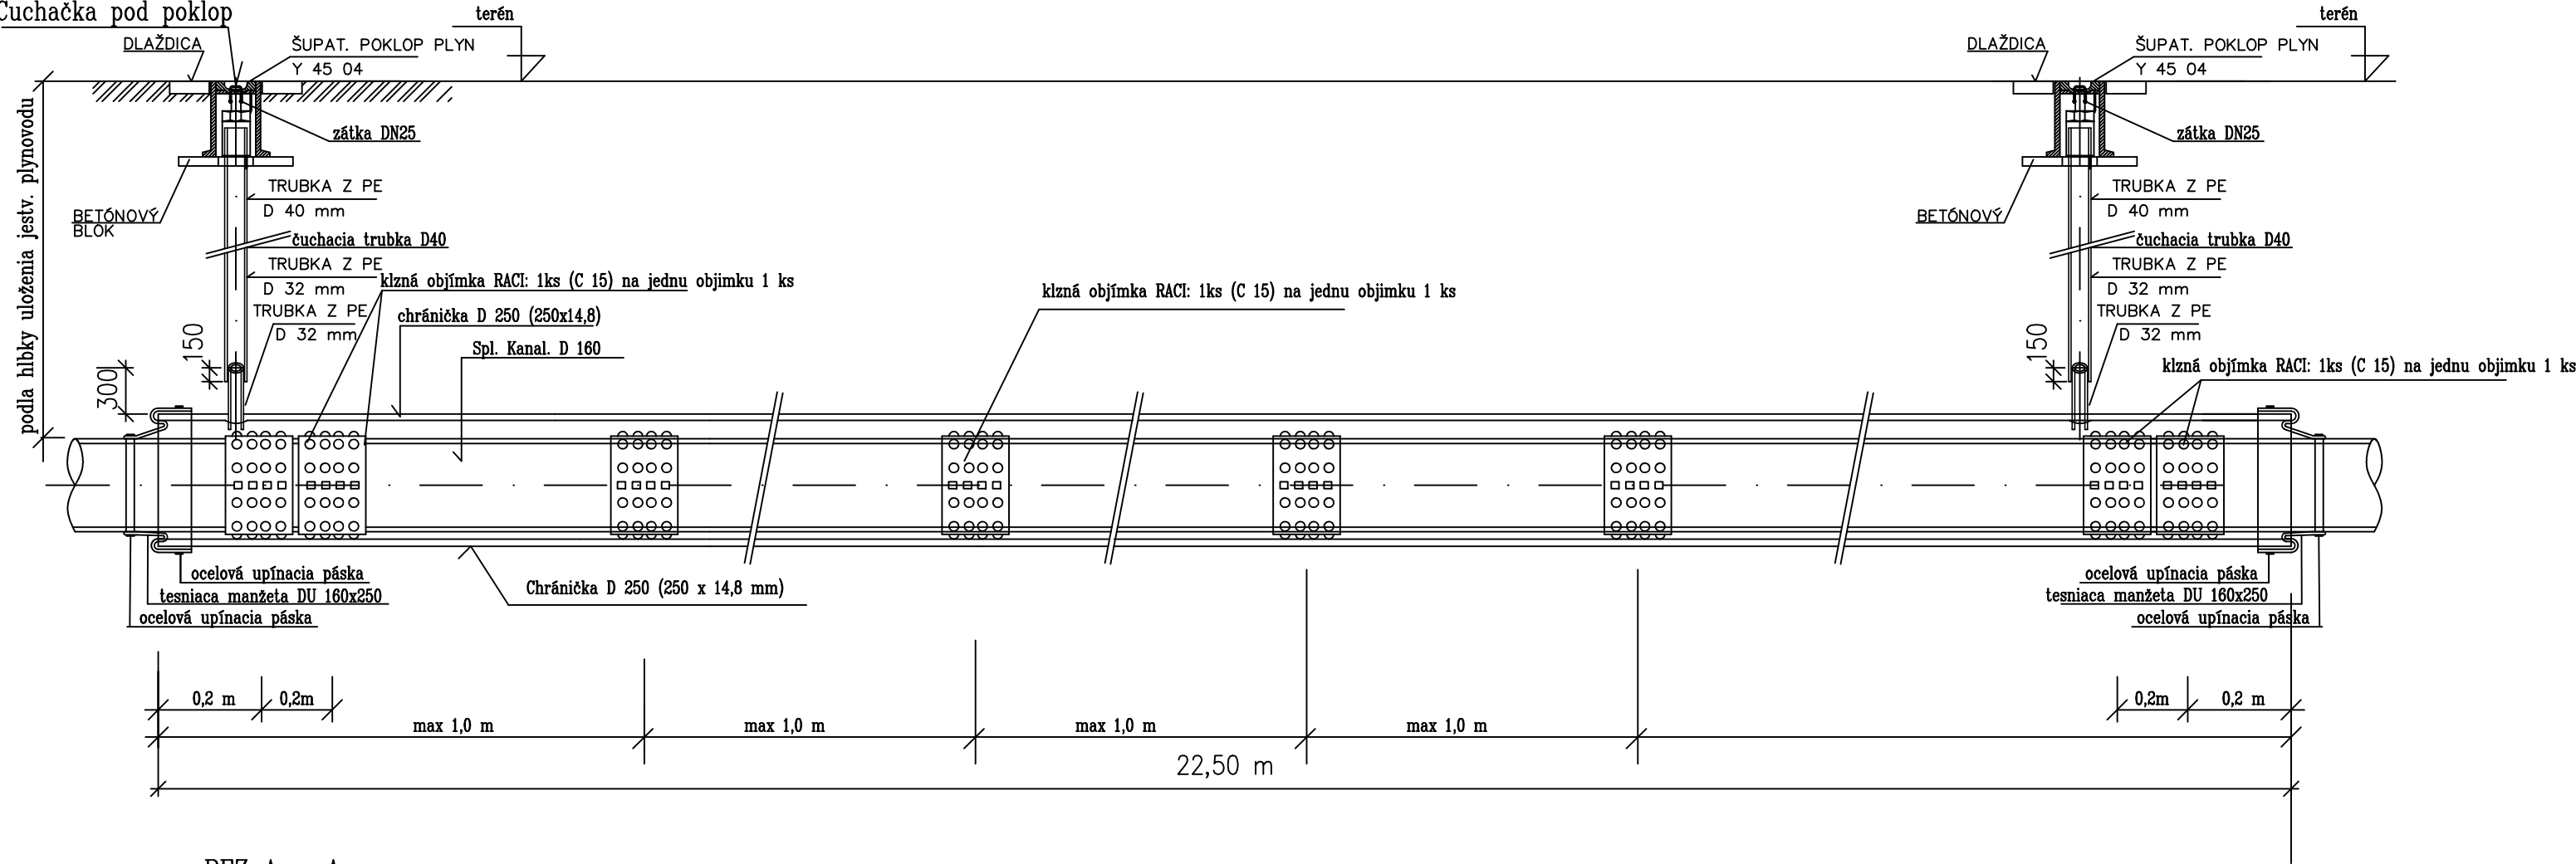 Čuchačka pod poklop
terén
terén
DLAŽDICA
ŠUPAT. POKLOP PLYN
Y 45 04
DLAŽDICA
ŠUPAT. POKLOP PLYN
Y 45 04
zátka DN25
zátka DN25
podla hlbky uloženia jestv. plynovodu
TRUBKA Z PE
D 40 mm
TRUBKA Z PE
D 40 mm
BETÓNOVÝ
BLOK
BETÓNOVÝ
čuchacia trubka D40
čuchacia trubka D40
TRUBKA Z PE
D 32 mm
TRUBKA Z PE
D 32 mm
klzná objímka RACI: 1ks (C 15) na jednu objimku 1 ks
klzná objímka RACI: 1ks (C 15) na jednu objimku 1 ks
TRUBKA Z PE
D 32 mm
TRUBKA Z PE
D 32 mm
chránička D 250 (250x14,8)
150
150
Spl. Kanal. D 160
klzná objímka RACI: 1ks (C 15) na jednu objimku 1 ks
300
ocelová upínacia páska
tesniaca manžeta DU 160x250
ocelová upínacia páska
Chránička D 250 (250 x 14,8 mm)
ocelová upínacia páska
tesniaca manžeta DU 160x250
ocelová upínacia páska
0,2 m
0,2m
0,2m
0,2 m
max 1,0 m
max 1,0 m
max 1,0 m
max 1,0 m
22,50 m